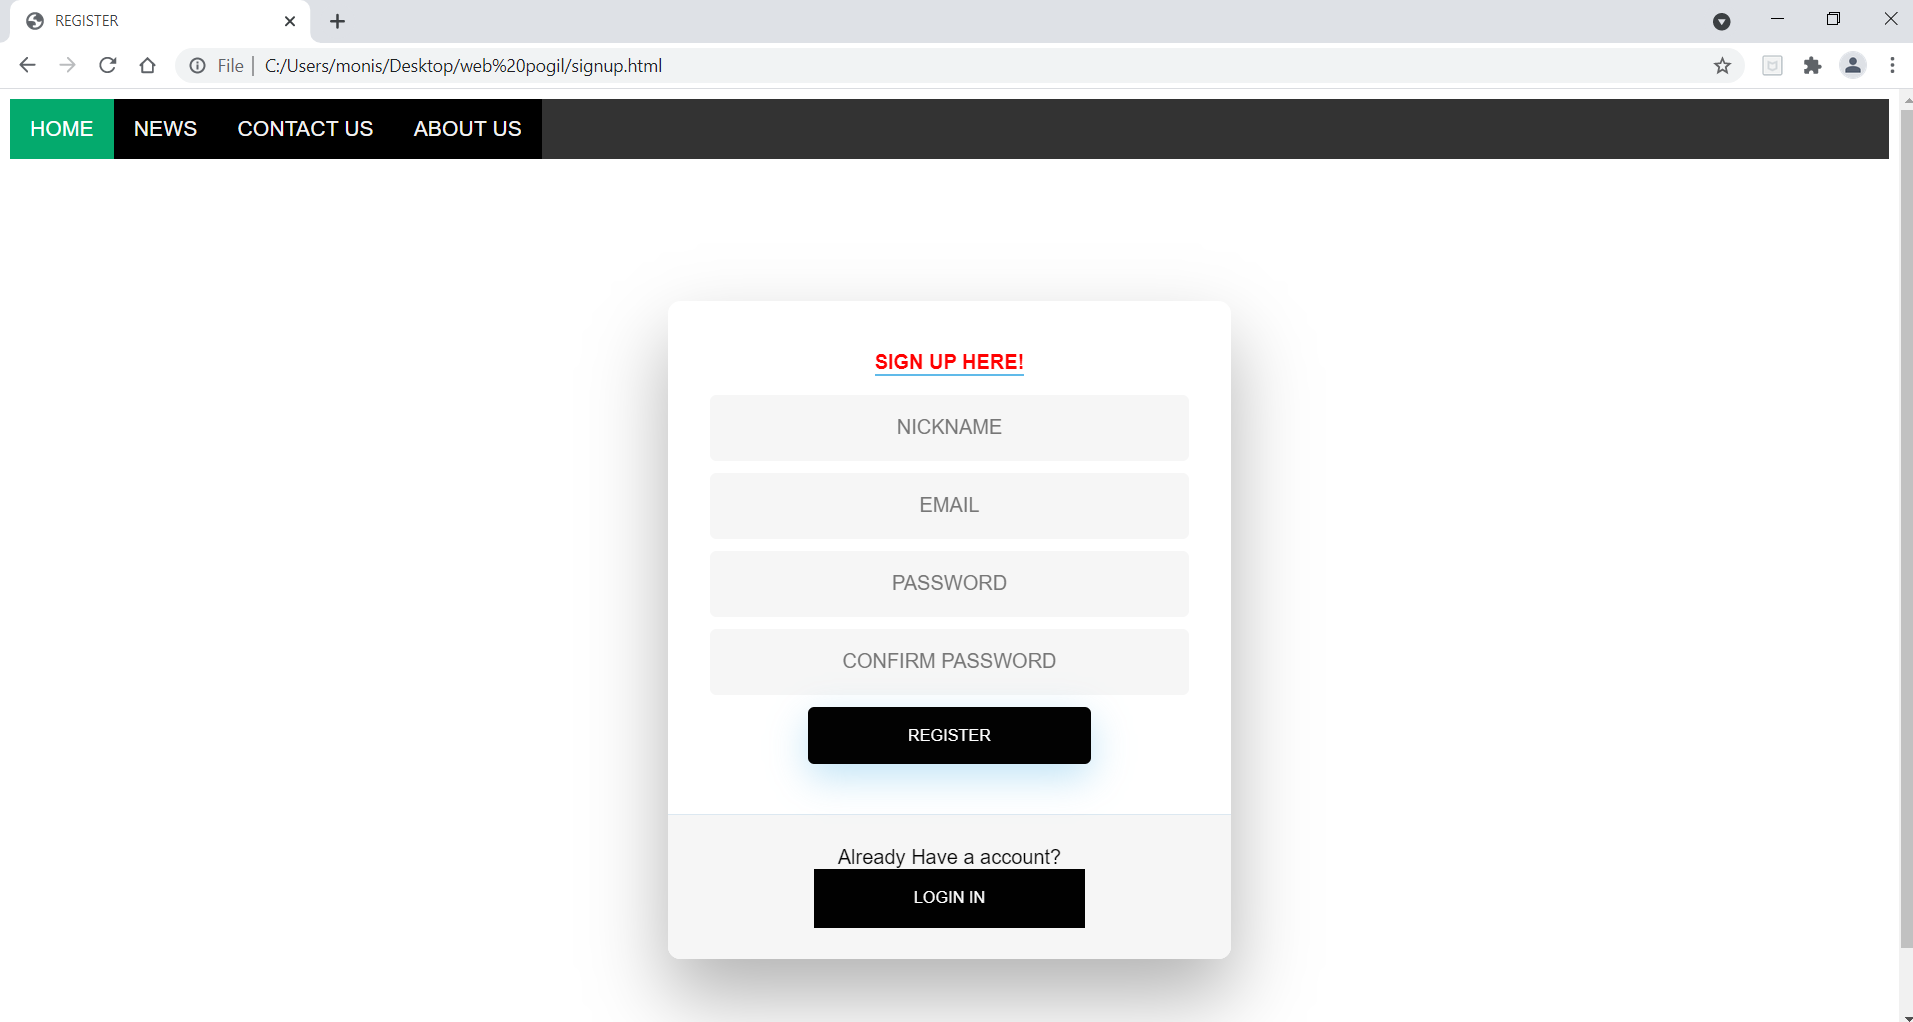 REGISTER
File | C:/Users/monis/Desktop/web%20pogil/signup.html
HOME NEWS CONTACT US ABOUT US
SIGN UP HERE!
NICKNAME
EMAIL
PASSWORD
CONFIRM PASSWORD
REGISTER
Already Have a account?
LOGIN IN